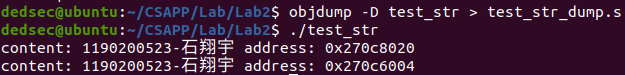 dedsec@ubuntu:~/CSAPP/Lab/Lab2$ objdump -D test_str > test_str_dump.s
dedsec@ubuntu:~/CSAPP/Lab/Lab2$ ./test_str
content: 1190200523-石翔宇 address: 0x270c8020
content: 1190200523-石翔宇 address: 0x270c6004